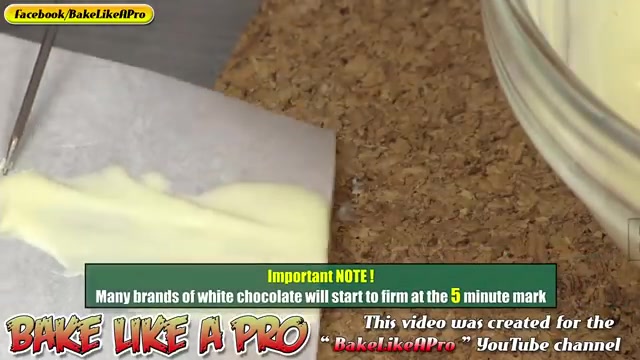 Facebook/BakeLikeAPro
Important NOTE !
Many brands of white chocolate will start to firm at the 5 minute mark
BAKE LIKE A PRO
This video was created for the
“ BakeLikeAPro ” YouTube channel